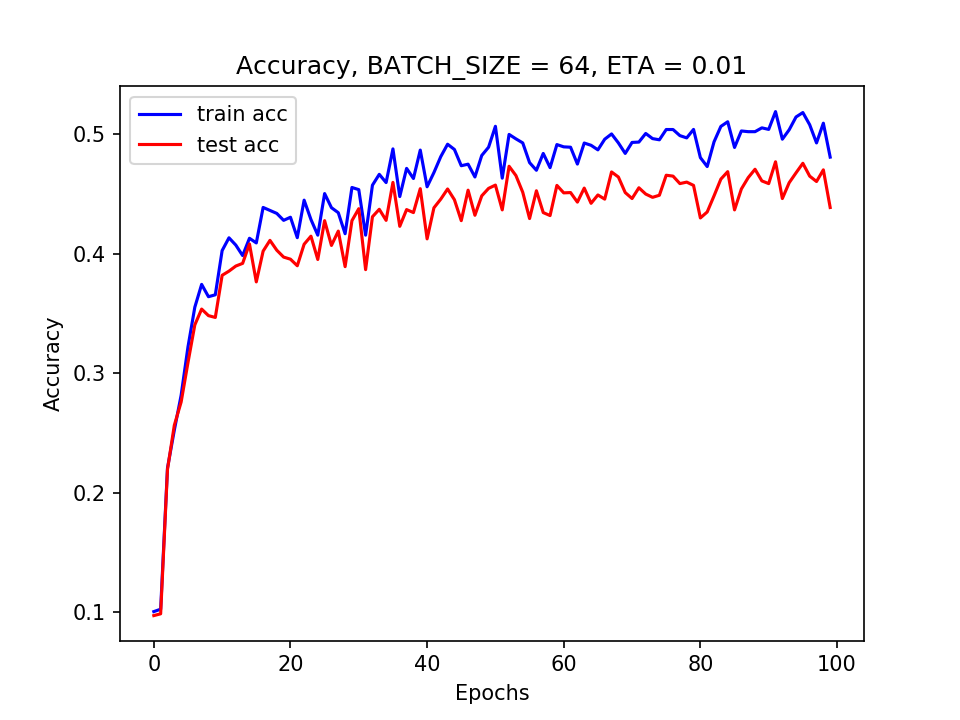 Accuracy, BATCH_SIZE = 64, ETA = 0.01
train acc
test acc
Accuracy
0.5
0.4
0.3
0.2
0.1
0 20 40 60 80 100
Epochs